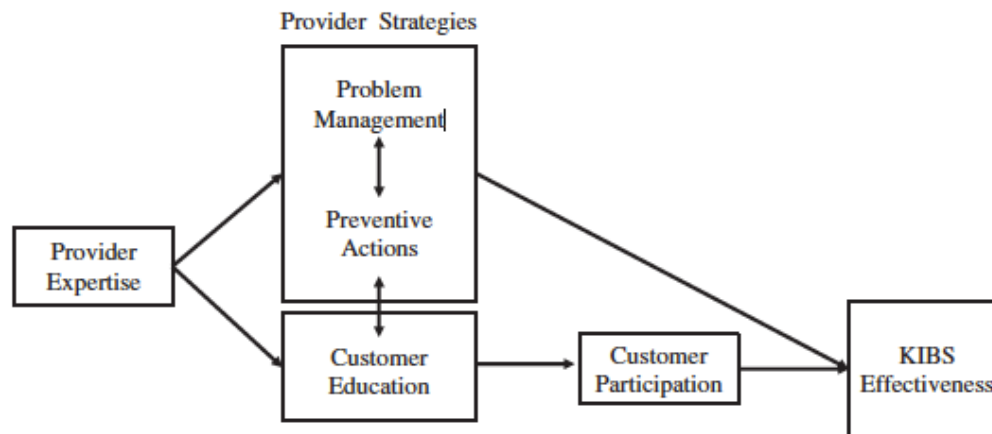 Provider Strategies
Problem
Management
Preventive
Actions
Provider
Expertise
Customer
Education
Customer
Participation
KIBS
Effectiveness